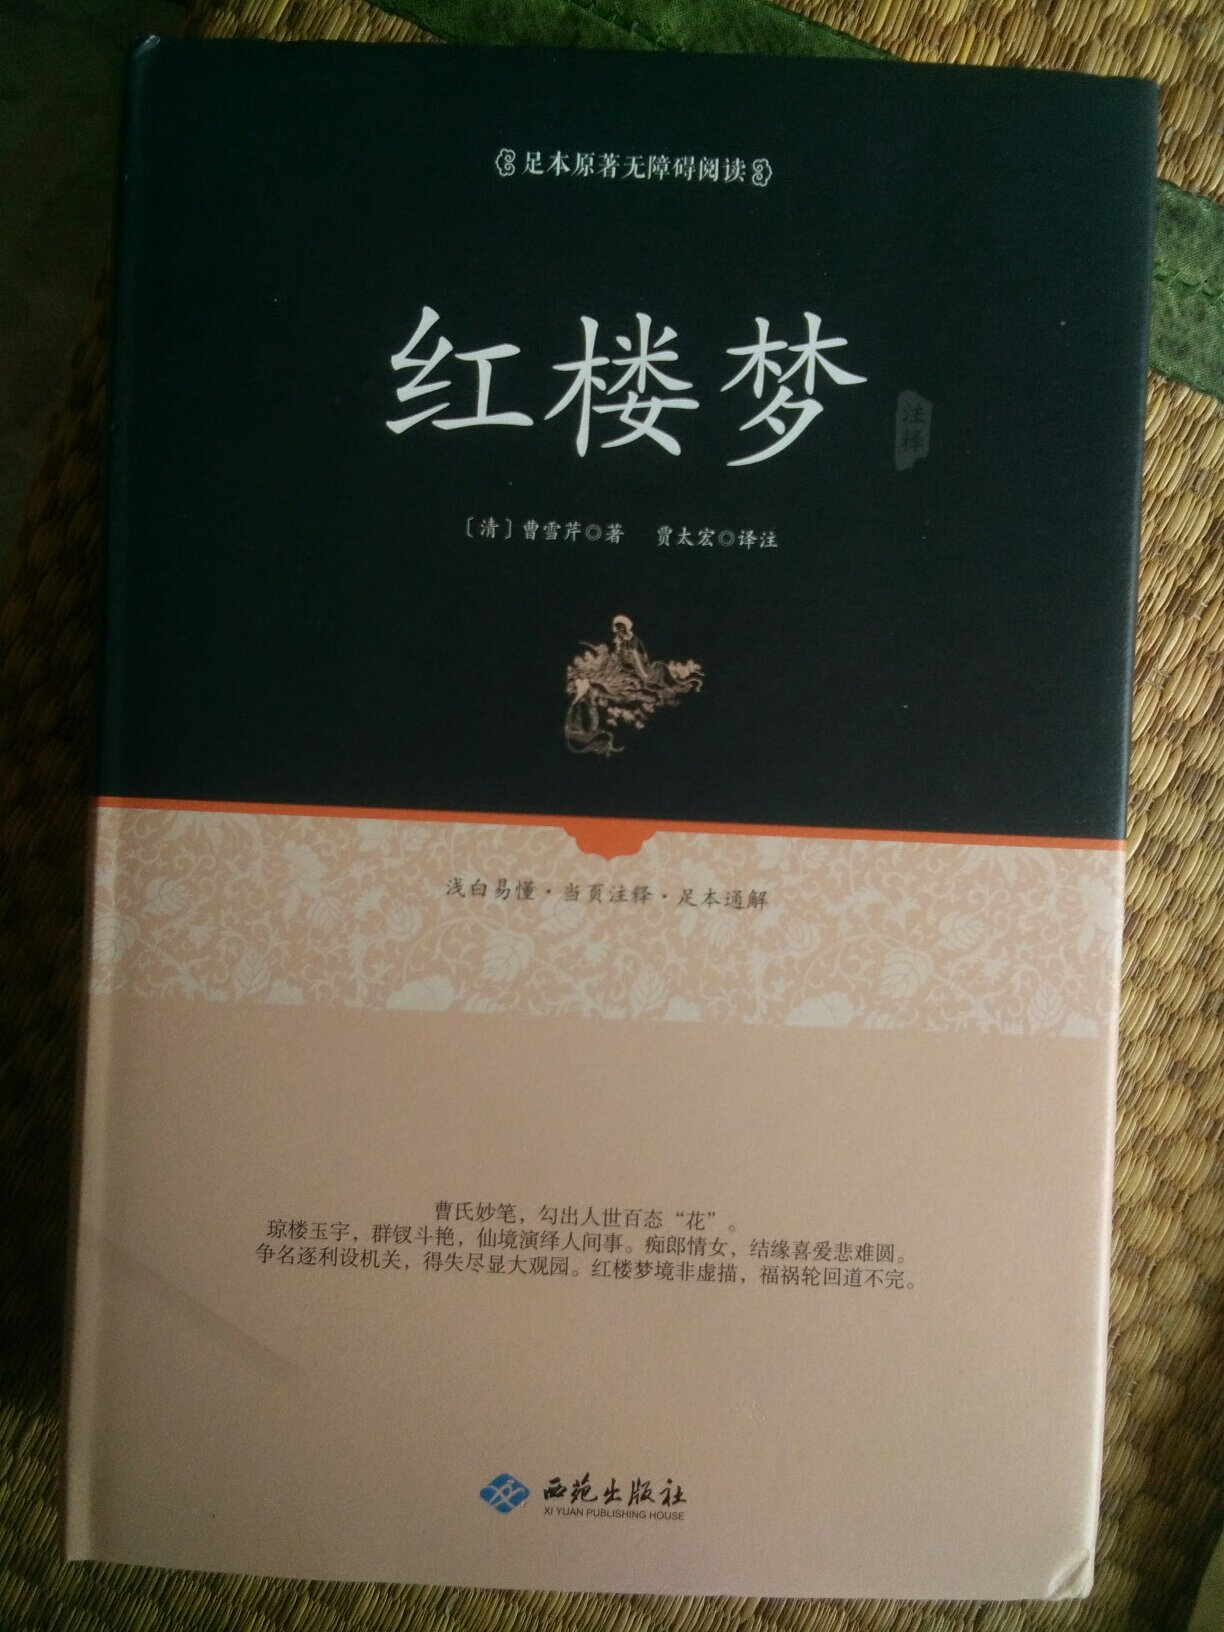 足本原著无障碍阅读
红楼梦
注释
〔清〕曹雪芹◎著 贾太宏◎译注
浅白易懂·当页注释·足本通解
曹氏妙笔，勾出人世百态“花”。
琼楼玉宇，群钗斗艳，仙境演绎人间事。痴郎情女，结缘喜爱悲难圆。
争名逐利设机关，得失尽显大观园。红楼梦境非虚描，福祸轮回道不完。
西苑出版社
XI YUAN PUBLISHING HOUSE